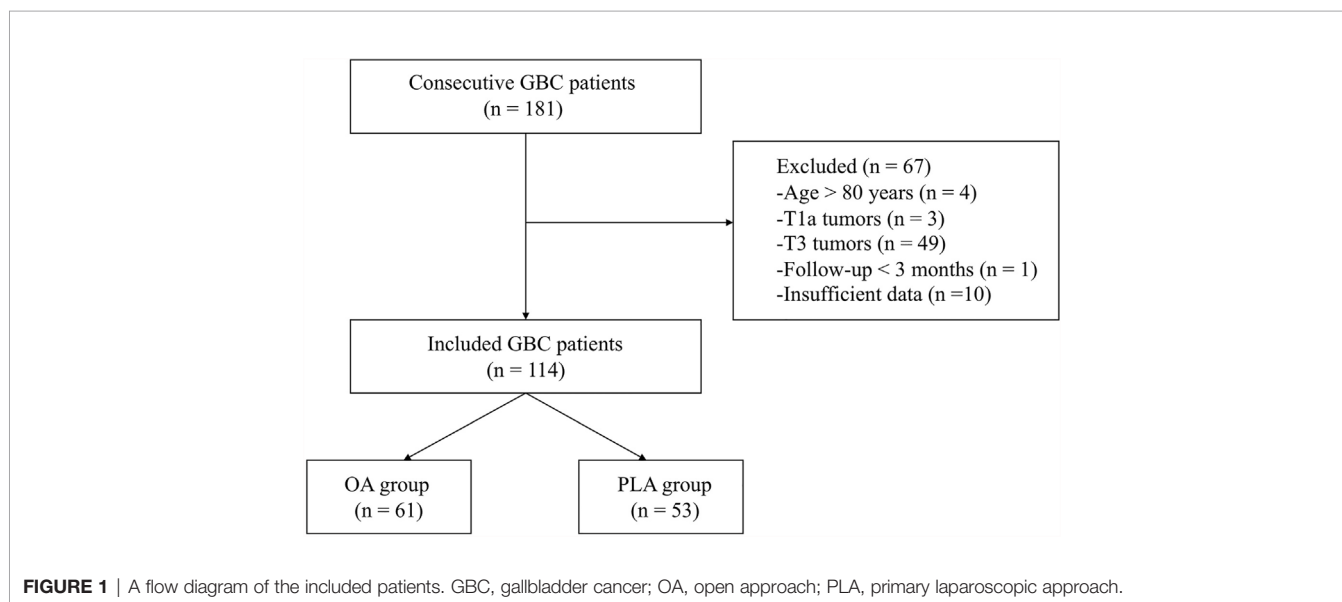 Consecutive GBC patients
(n = 181)
Excluded (n = 67)
-Age > 80 years (n = 4)
-T1a tumors (n = 3)
-T3 tumors (n = 49)
-Follow-up < 3 months (n = 1)
-Insufficient data (n =10)
Included GBC patients
(n = 114)
OA group
(n = 61)
PLA group
(n = 53)
FIGURE 1 | A flow diagram of the included patients. GBC, gallbladder cancer; OA, open approach; PLA, primary laparoscopic approach.